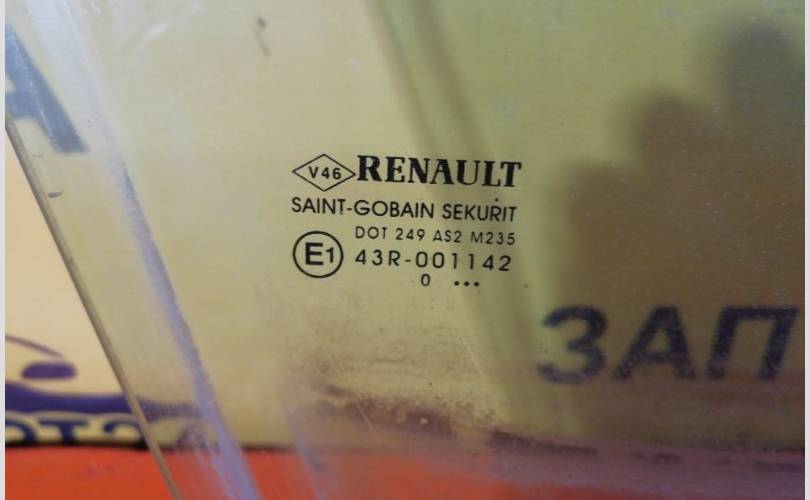 V46 RENAULT
SAINT-GOBAIN SEKURIT
DOT 249 AS2 M235
E1 43R-001142
0 •••
ЗАП